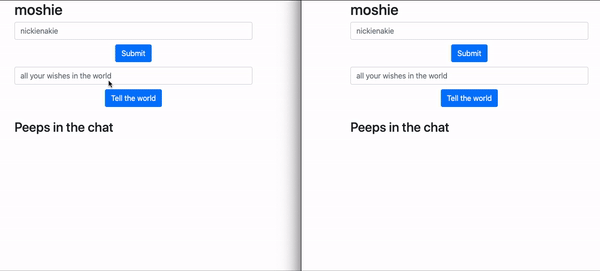 moshie
nickienakie
Submit
all your wishes in the world
Tell the world
Peeps in the chat
moshie
nickienakie
Submit
all your wishes in the world
Tell the world
Peeps in the chat